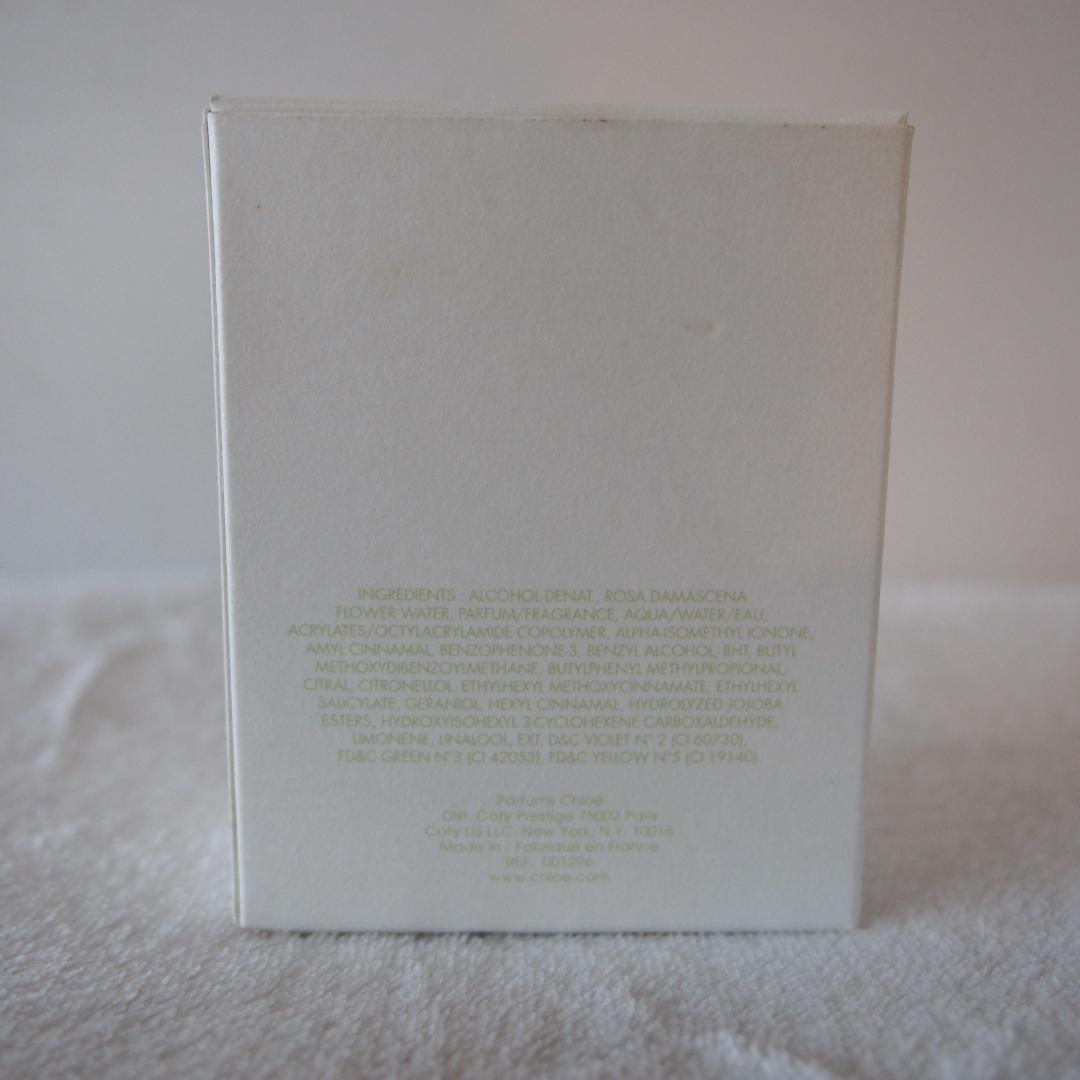 INGREDIENTS : ALCOHOL DENAT., ROSA DAMASCENA
FLOWER WATER, PARFUM/FRAGRANCE, AQUA/WATER/EAU,
ACRYLATES/OCTYLACRYLAMIDE COPOLYMER, ALPHA-ISOMETHYL IONONE,
AMYL CINNAMAL, BENZOPHENONE-3, BENZYL ALCOHOL, BHT, BUTYL
METHOXYDIBENZOYLMETHANE, BUTYLPHENYL METHYLPROPIONAL,
CITRAL, CITRONELLOL, ETHYLHEXYL METHOXYCINNAMATE, ETHYLHEXYL
SALICYLATE, GERANIOL, HEXYL CINNAMAL, HYDROLYZED JOJOBA
ESTERS, HYDROXYISOHEXYL 3-CYCLOHEXENE CARBOXALDEHYDE,
LIMONENE, LINALOOL, EXT. D&C VIOLET N° 2 (CI 60730),
FD&C GREEN N°3 (CI 42053), FD&C YELLOW N°5 (CI 19140).
Parfums Chloé
Dist. Coty Prestige 75002 Paris
Coty US LLC, New York, N.Y. 10016
Made in / Fabriqué en France
REF. 001296
www.chloe.com